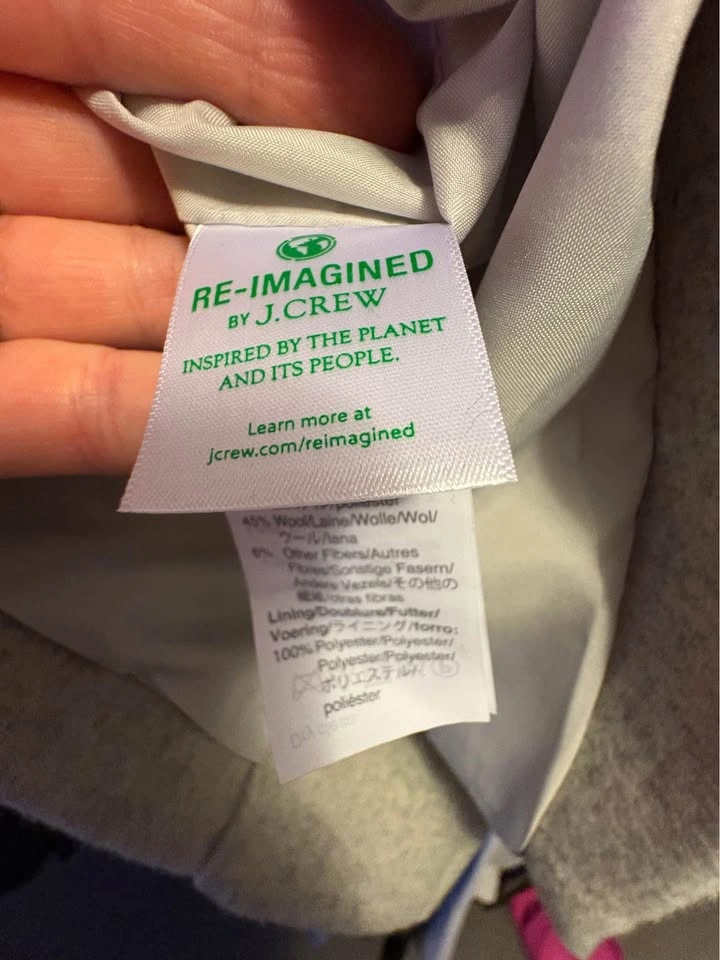 RE-IMAGINED
BY J.CREW
INSPIRED BY THE PLANET
AND ITS PEOPLE.
Learn more at
jcrew.com/reimagined
poliéster
45% Wool/Laine/Wolle/Wol/
ウール/lana
6% Other Fibers/Autres
Fibres/Sonstige Fasern/
Andere Vezels/その他の
繊維/otras fibras
Lining/Doublure/Futter/
Voering/ライニング/forro:
100% Polyester/Polyester/
Polyester/Polyester/
ポリエステル/
poliéster